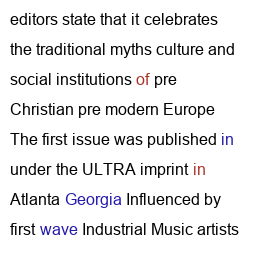 editors state that it celebrates
the traditional myths culture and
social institutions of pre
Christian pre modern Europe
The first issue was published in
under the ULTRA imprint in
Atlanta Georgia Influenced by
first wave Industrial Music artists